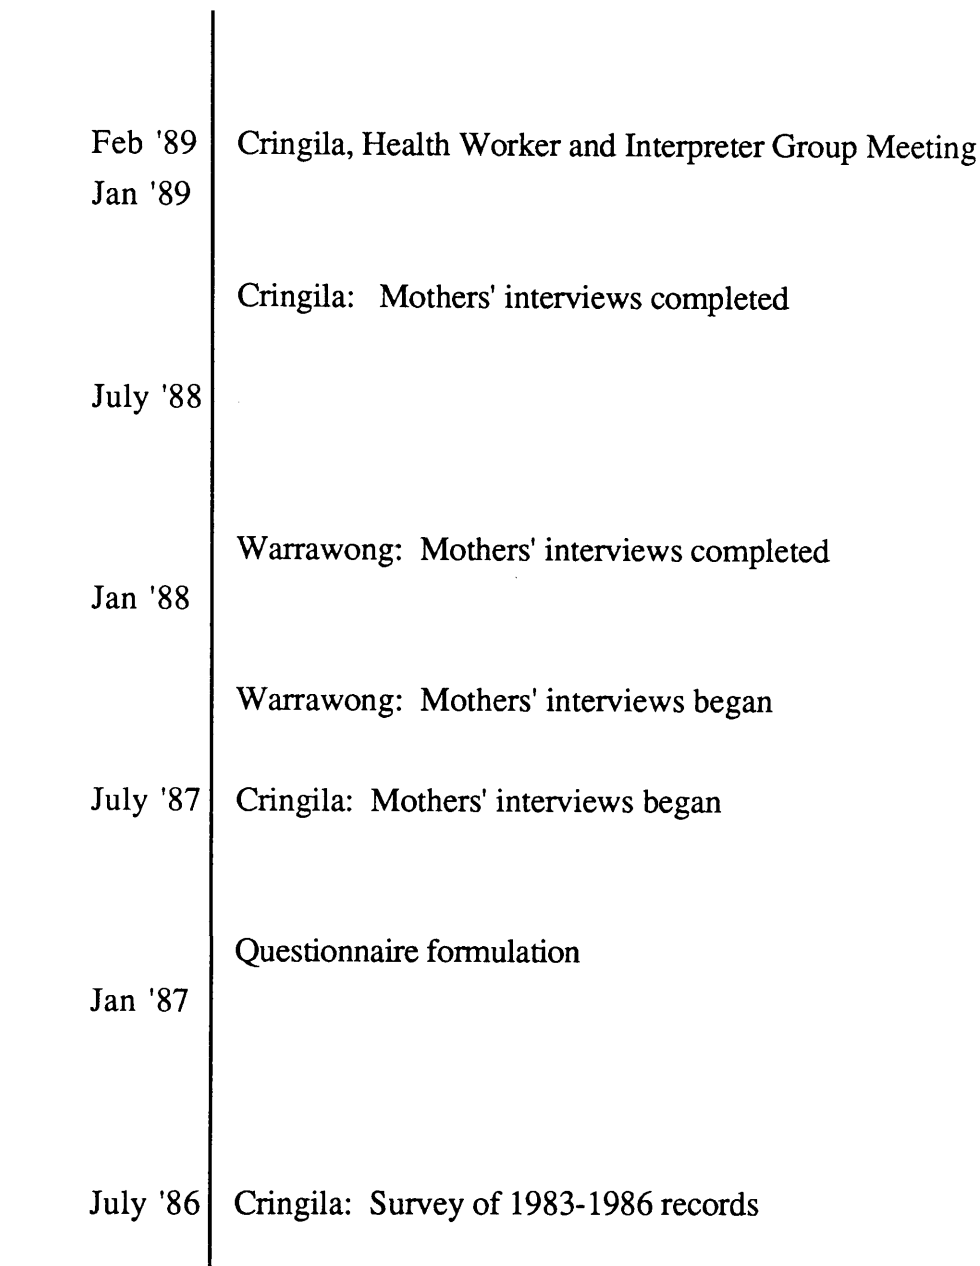 Feb '89 Cringila, Health Worker and Interpreter Group Meeting
Jan '89
Cringila: Mothers' interviews completed
July '88
Warrawong: Mothers' interviews completed
Jan '88
Warrawong: Mothers' interviews began
July '87 Cringila: Mothers' interviews began
Questionnaire formulation
Jan '87
July '86 Cringila: Survey of 1983-1986 records